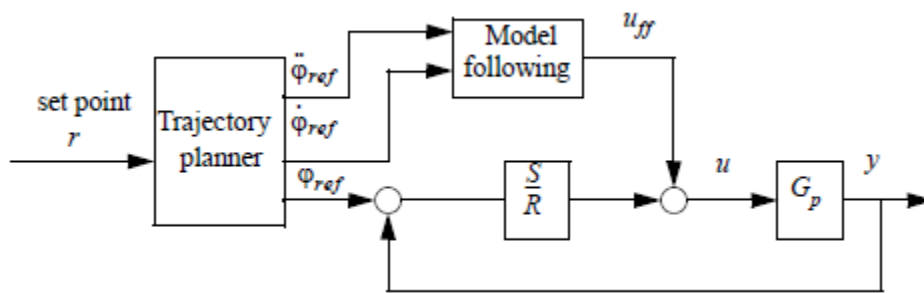 set point
r
Trajectory
planner
φ̈ref
φ̇ref
φref
Model
following
uff
S
R
u
Gp
y